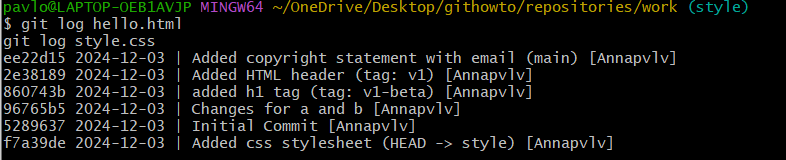 pavlo@LAPTOP-OEB1AVJP MINGW64 ~/OneDrive/Desktop/githowto/repositories/work (style)
$ git log hello.html
git log style.css
ee22d15 2024-12-03 | Added copyright statement with email (main) [Annapvlv]
2e38189 2024-12-03 | Added HTML header (tag: v1) [Annapvlv]
860743b 2024-12-03 | added h1 tag (tag: v1-beta) [Annapvlv]
96765b5 2024-12-03 | Changes for a and b [Annapvlv]
5289637 2024-12-03 | Initial Commit [Annapvlv]
f7a39de 2024-12-03 | Added css stylesheet (HEAD -> style) [Annapvlv]